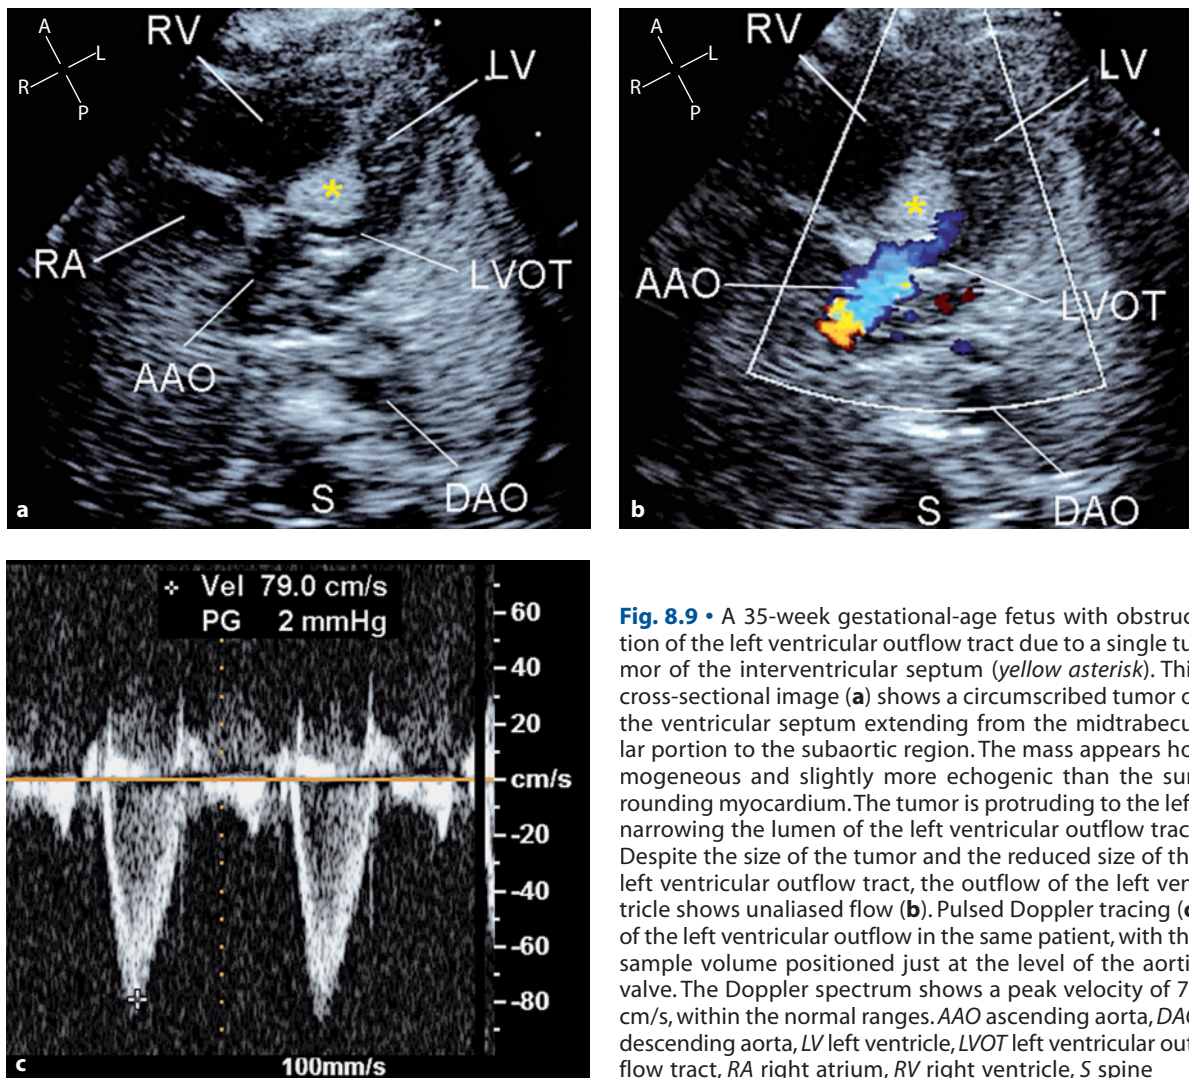 A
L
R
P
RV
LV
*
RA
LVOT
AAO
S
DAO
a
A
L
R
P
RV
LV
*
AAO
LVOT
S
DAO
b
Vel 79.0 cm/s
PG 2 mmHg
60
40
20
cm/s
-20
-40
-60
-80
100mm/s
c
Fig. 8.9 • A 35-week gestational-age fetus with obstruc
tion of the left ventricular outflow tract due to a single tu
mor of the interventricular septum (yellow asterisk). Thi
cross-sectional image (a) shows a circumscribed tumor o
the ventricular septum extending from the midtrabecu
lar portion to the subaortic region. The mass appears ho
mogeneous and slightly more echogenic than the sur
rounding myocardium. The tumor is protruding to the left
narrowing the lumen of the left ventricular outflow trac
Despite the size of the tumor and the reduced size of th
left ventricular outflow tract, the outflow of the left ven
tricle shows unaliased flow (b). Pulsed Doppler tracing (c
of the left ventricular outflow in the same patient, with th
sample volume positioned just at the level of the aorti
valve. The Doppler spectrum shows a peak velocity of 7
cm/s, within the normal ranges. AAO ascending aorta, DAO
descending aorta, LV left ventricle, LVOT left ventricular out
flow tract, RA right atrium, RV right ventricle, S spine